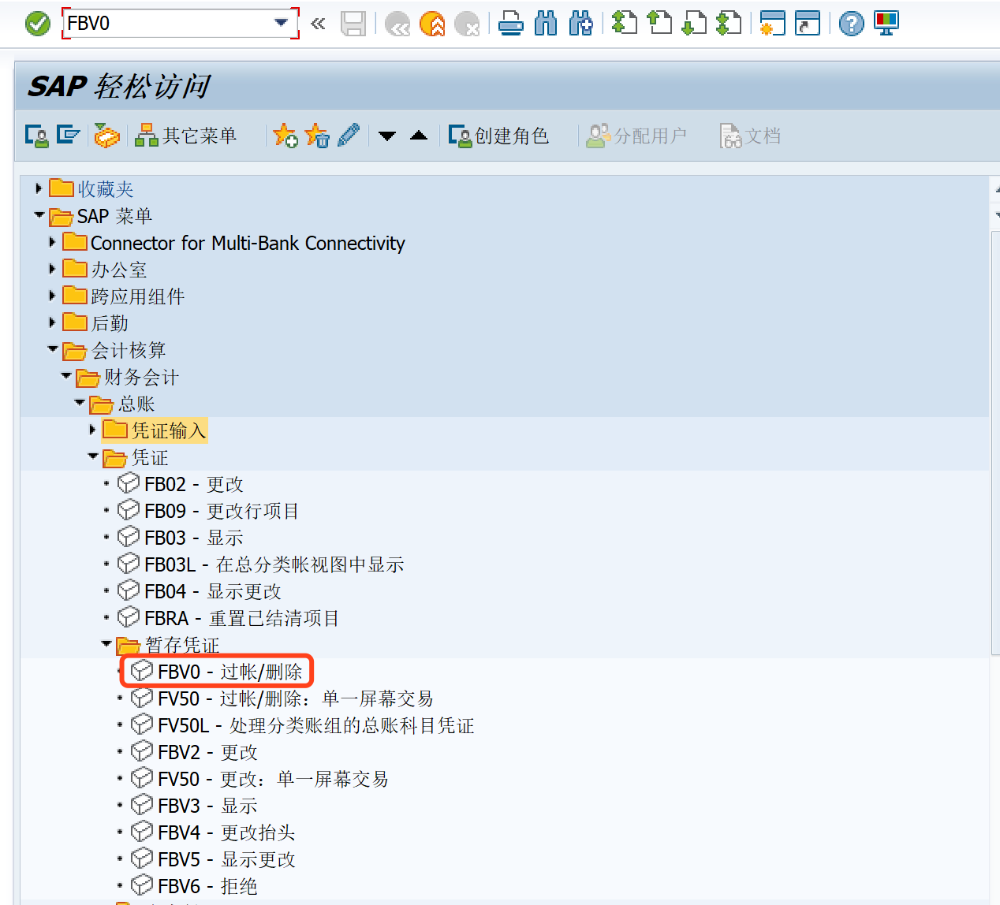 FBV0
SAP 轻松访问
其它菜单 创建角色 分配用户 文档
收藏夹
SAP 菜单
Connector for Multi-Bank Connectivity
办公室
跨应用组件
后勤
会计核算
财务会计
总账
凭证输入
凭证
FB02 - 更改
FB09 - 更改行项目
FB03 - 显示
FB03L - 在总分类帐视图中显示
FB04 - 显示更改
FBRA - 重置已结清项目
暂存凭证
FBV0 - 过帐/删除
FV50 - 过帐/删除：单一屏幕交易
FV50L - 处理分类账组的总账科目凭证
FBV2 - 更改
FV50 - 更改：单一屏幕交易
FBV3 - 显示
FBV4 - 更改抬头
FBV5 - 显示更改
FBV6 - 拒绝